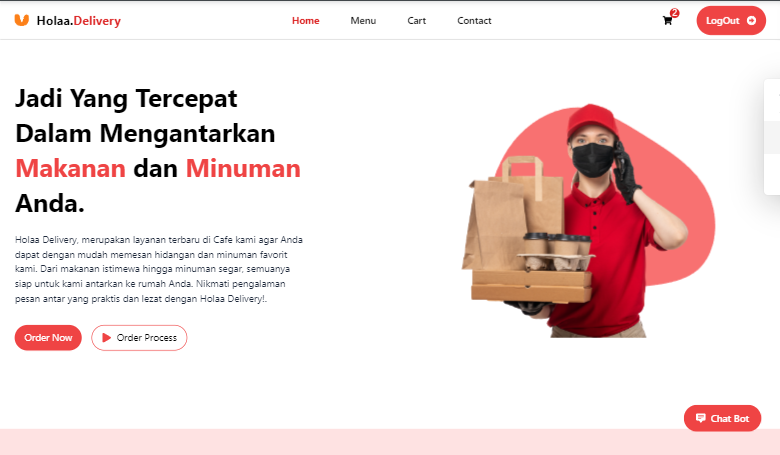 Holaa.Delivery
Home
Menu
Cart
Contact
2
LogOut
Jadi Yang Tercepat
Dalam Mengantarkan
Makanan dan Minuman
Anda.
Holaa Delivery, merupakan layanan terbaru di Cafe kami agar Anda
dapat dengan mudah memesan hidangan dan minuman favorit
kami. Dari makanan istimewa hingga minuman segar, semuanya
siap untuk kami antarkan ke rumah Anda. Nikmati pengalaman
pesan antar yang praktis dan lezat dengan Holaa Delivery!.
Order Now
Order Process
Chat Bot